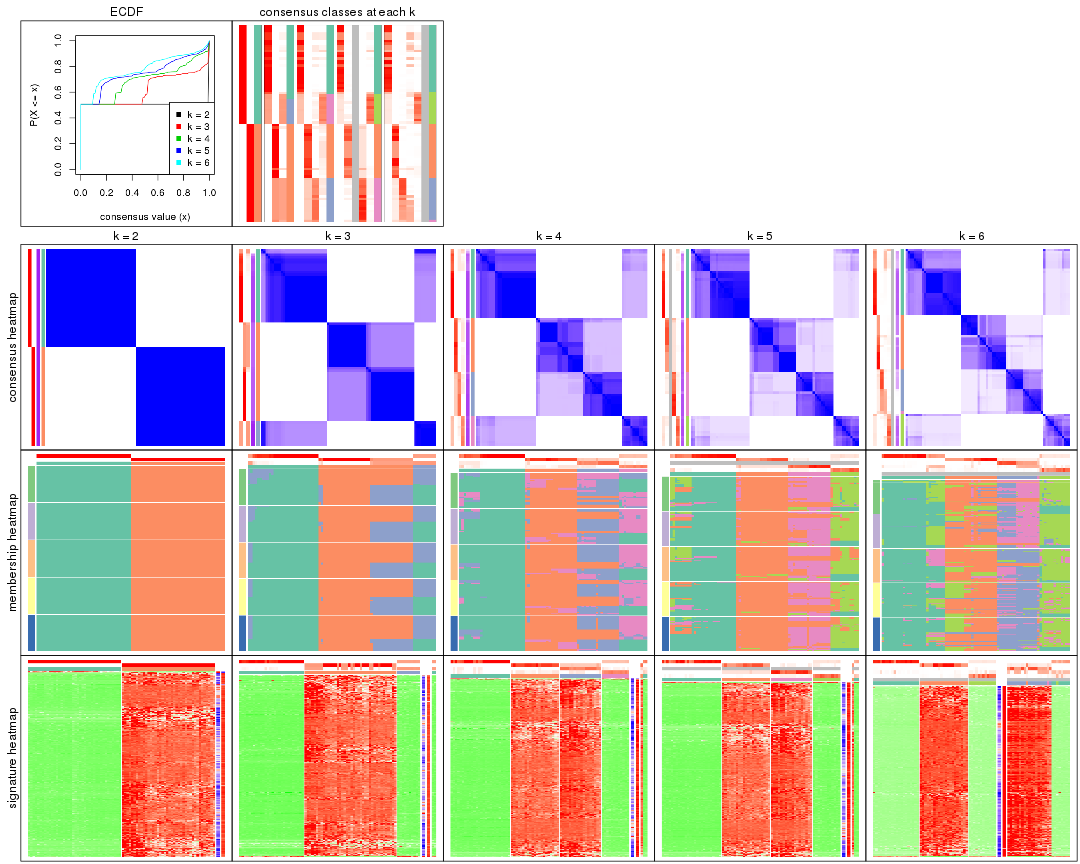 ECDF
consensus classes at each k
P(X <= x)
1.0
0.8
0.6
0.4
0.2
0.0
k = 2
k = 3
k = 4
k = 5
k = 6
0.0 0.2 0.4 0.6 0.8 1.0
consensus value (x)
k = 2
k = 3
k = 4
k = 5
k = 6
consensus heatmap
membership heatmap
signature heatmap